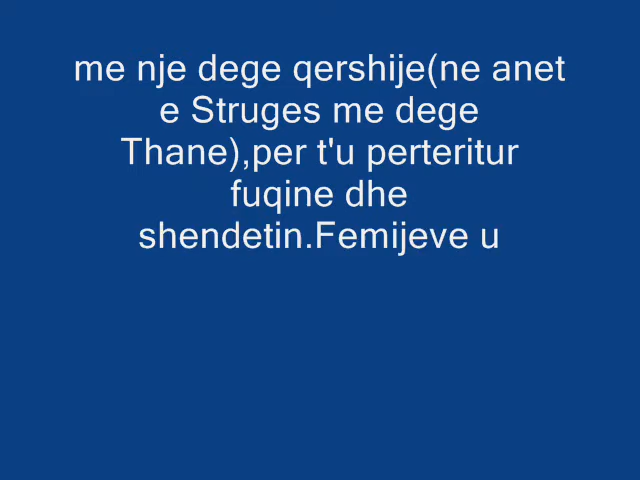 me nje dege qershije(ne anet
e Struges me dege
Thane),per t'u perteritur
fuqine dhe
shendetin.Femijeve u